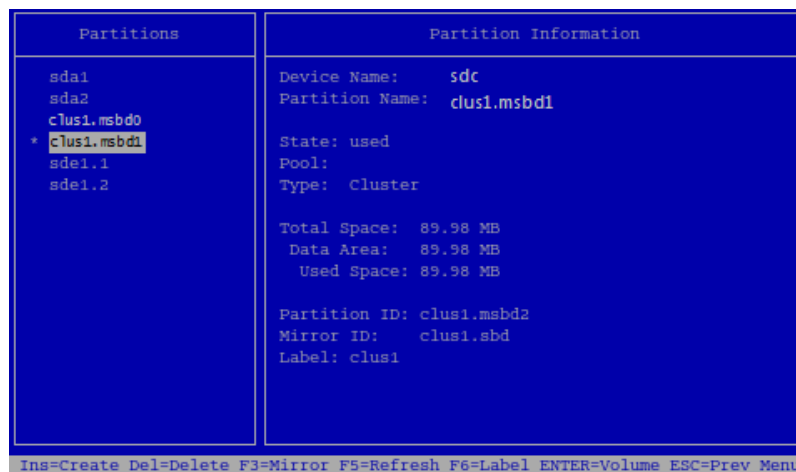 Partitions
sda1
sda2
clus1.msbd0
* clus1.msbd1
sde1.1
sde1.2
Partition Information
Device Name: sdc
Partition Name: clus1.msbd1
State: used
Pool:
Type: Cluster
Total Space: 89.98 MB
Data Area: 89.98 MB
Used Space: 89.98 MB
Partition ID: clus1.msbd2
Mirror ID: clus1.sbd
Label: clus1
Ins=Create Del=Delete F3=Mirror F5=Refresh F6=Label ENTER=Volume ESC=Prev Menu